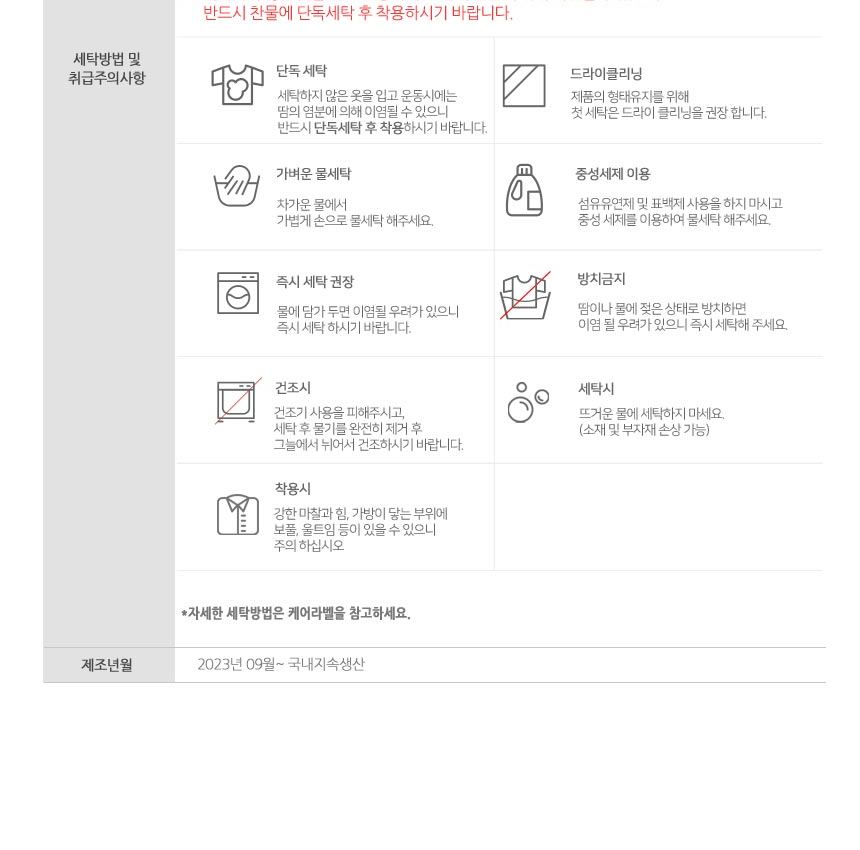 반드시 찬물에 단독세탁 후 착용하시기 바랍니다.
세탁방법 및
취급주의사항
단독 세탁
세탁하지 않은 옷을 입고 운동시에는
땀의 염분에 의해 이염될 수 있으니
반드시 단독세탁 후 착용하시기 바랍니다.
드라이클리닝
제품의 형태유지를 위해
첫 세탁은 드라이 클리닝을 권장 합니다.
가벼운 물세탁
차가운 물에서
가볍게 손으로 물세탁 해주세요.
중성세제 이용
섬유유연제 및 표백제 사용을 하지 마시고
중성 세제를 이용하여 물세탁 해주세요.
즉시 세탁 권장
물에 담가 두면 이염될 우려가 있으니
즉시 세탁 하시기 바랍니다.
방치금지
땀이나 물에 젖은 상태로 방치하면
이염 될 우려가 있으니 즉시 세탁해 주세요.
건조시
건조기 사용을 피해주시고,
세탁 후 물기를 완전히 제거 후
그늘에서 뉘어서 건조하시기 바랍니다.
세탁시
뜨거운 물에 세탁하지 마세요.
(소재 및 부자재 손상 가능)
착용시
강한 마찰과 힘, 가방이 닿는 부위에
보풀, 올트임 등이 있을 수 있으니
주의 하십시오
*자세한 세탁방법은 케어라벨을 참고하세요.
제조년월
2023년 09월~ 국내지속생산